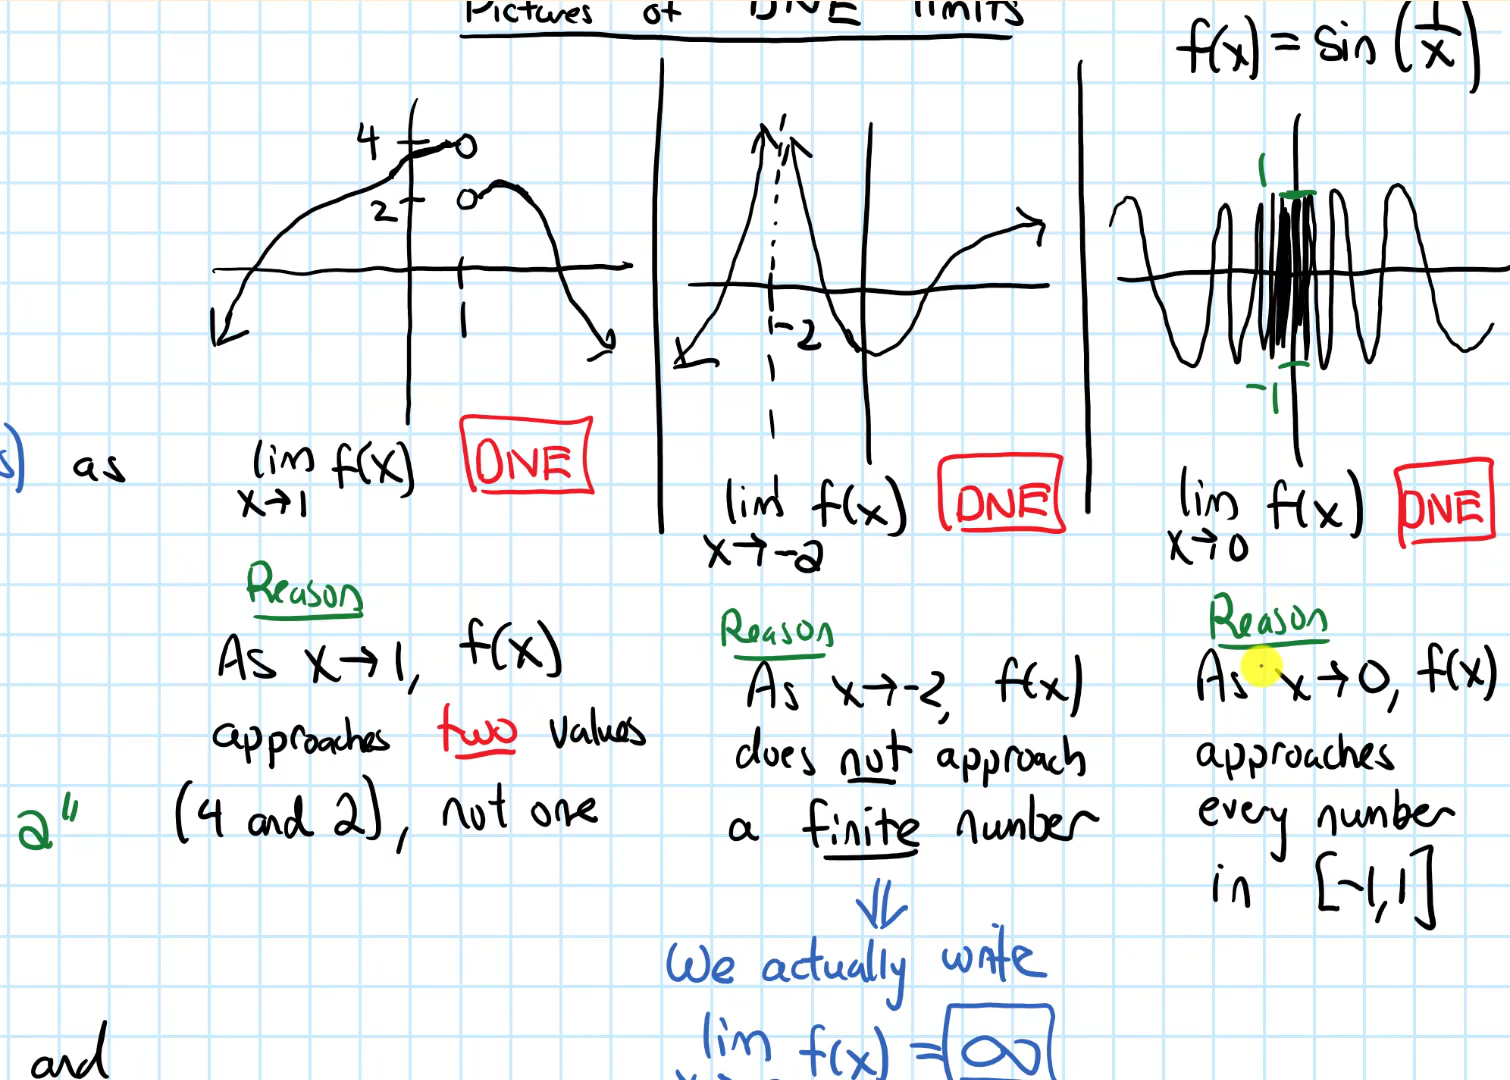 Pictures of DNE limits
f(x) = sin (1/x)
4
2
1
-2
1
-1
s) as
lim f(x) DNE
x→1
Reason
As x→1, f(x)
approaches two values
(4 and 2), not one
lim f(x) DNE
x→-2
Reason
As x→-2, f(x)
does not approach
a finite number
⇓
We actually write
lim f(x) = ∞
lim f(x) DNE
x→0
Reason
As x→0, f(x)
approaches
every number
in [-1,1]
a"
and